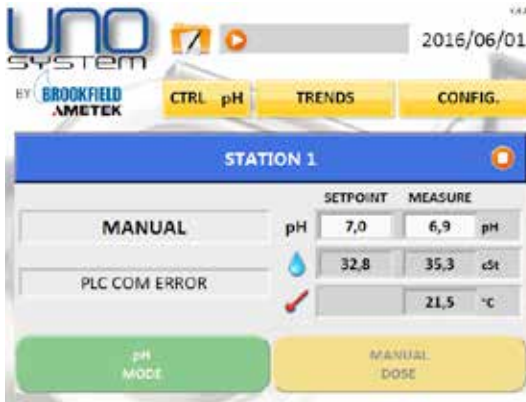 UNO
SYSTEM
2016/06/01
BY BROOKFIELD
AMETEK
CTRL pH
TRENDS
CONFIG.
STATION 1
SETPOINT MEASURE
MANUAL
pH 7,0 6,9 pH
32,8 35,3 cSt
PLC COM ERROR
21,5 °C
pH
MODE
MANUAL
DOSE